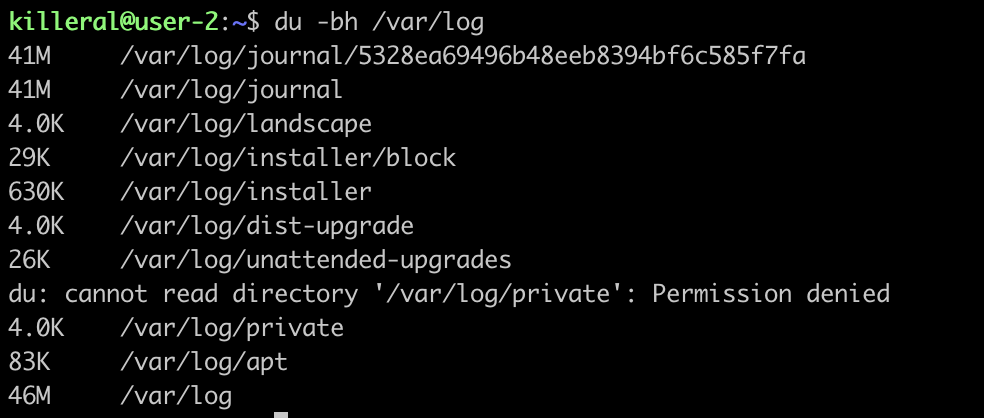 killeral@user-2:~$ du -bh /var/log
41M     /var/log/journal/5328ea69496b48eeb8394bf6c585f7fa
41M     /var/log/journal
4.0K    /var/log/landscape
29K     /var/log/installer/block
630K    /var/log/installer
4.0K    /var/log/dist-upgrade
26K     /var/log/unattended-upgrades
du: cannot read directory '/var/log/private': Permission denied
4.0K    /var/log/private
83K     /var/log/apt
46M     /var/log